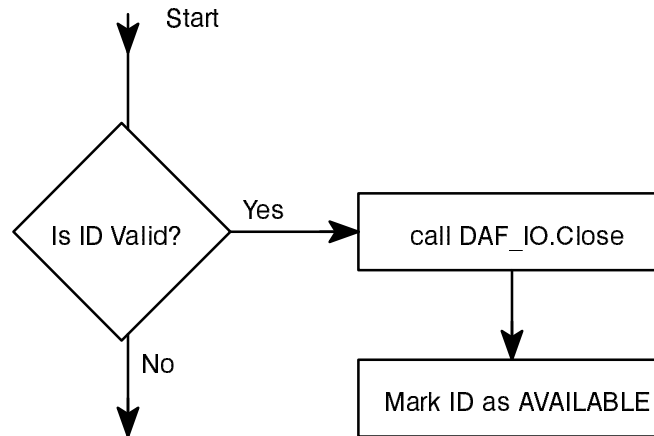 Start
Is ID Valid?
Yes
call DAF_IO.Close
No
Mark ID as AVAILABLE